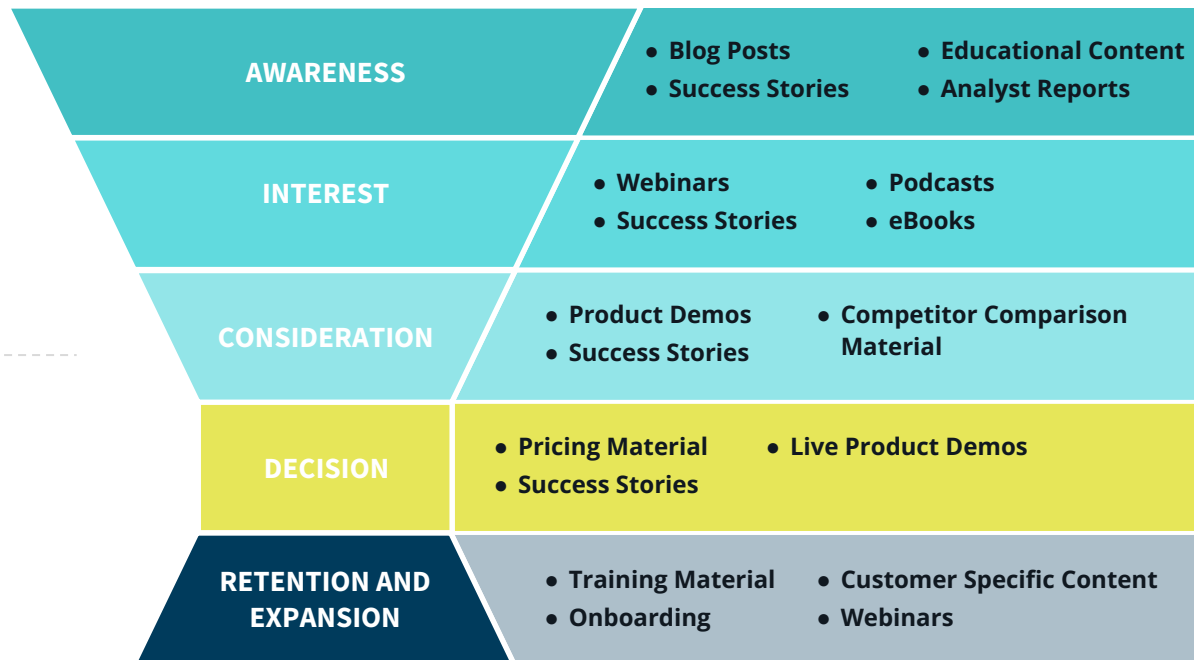 AWARENESS
• Blog Posts
• Success Stories
• Educational Content
• Analyst Reports
INTEREST
• Webinars
• Success Stories
• Podcasts
• eBooks
CONSIDERATION
• Product Demos
• Success Stories
• Competitor Comparison
Material
DECISION
• Pricing Material
• Success Stories
• Live Product Demos
RETENTION AND
EXPANSION
• Training Material
• Onboarding
• Customer Specific Content
• Webinars